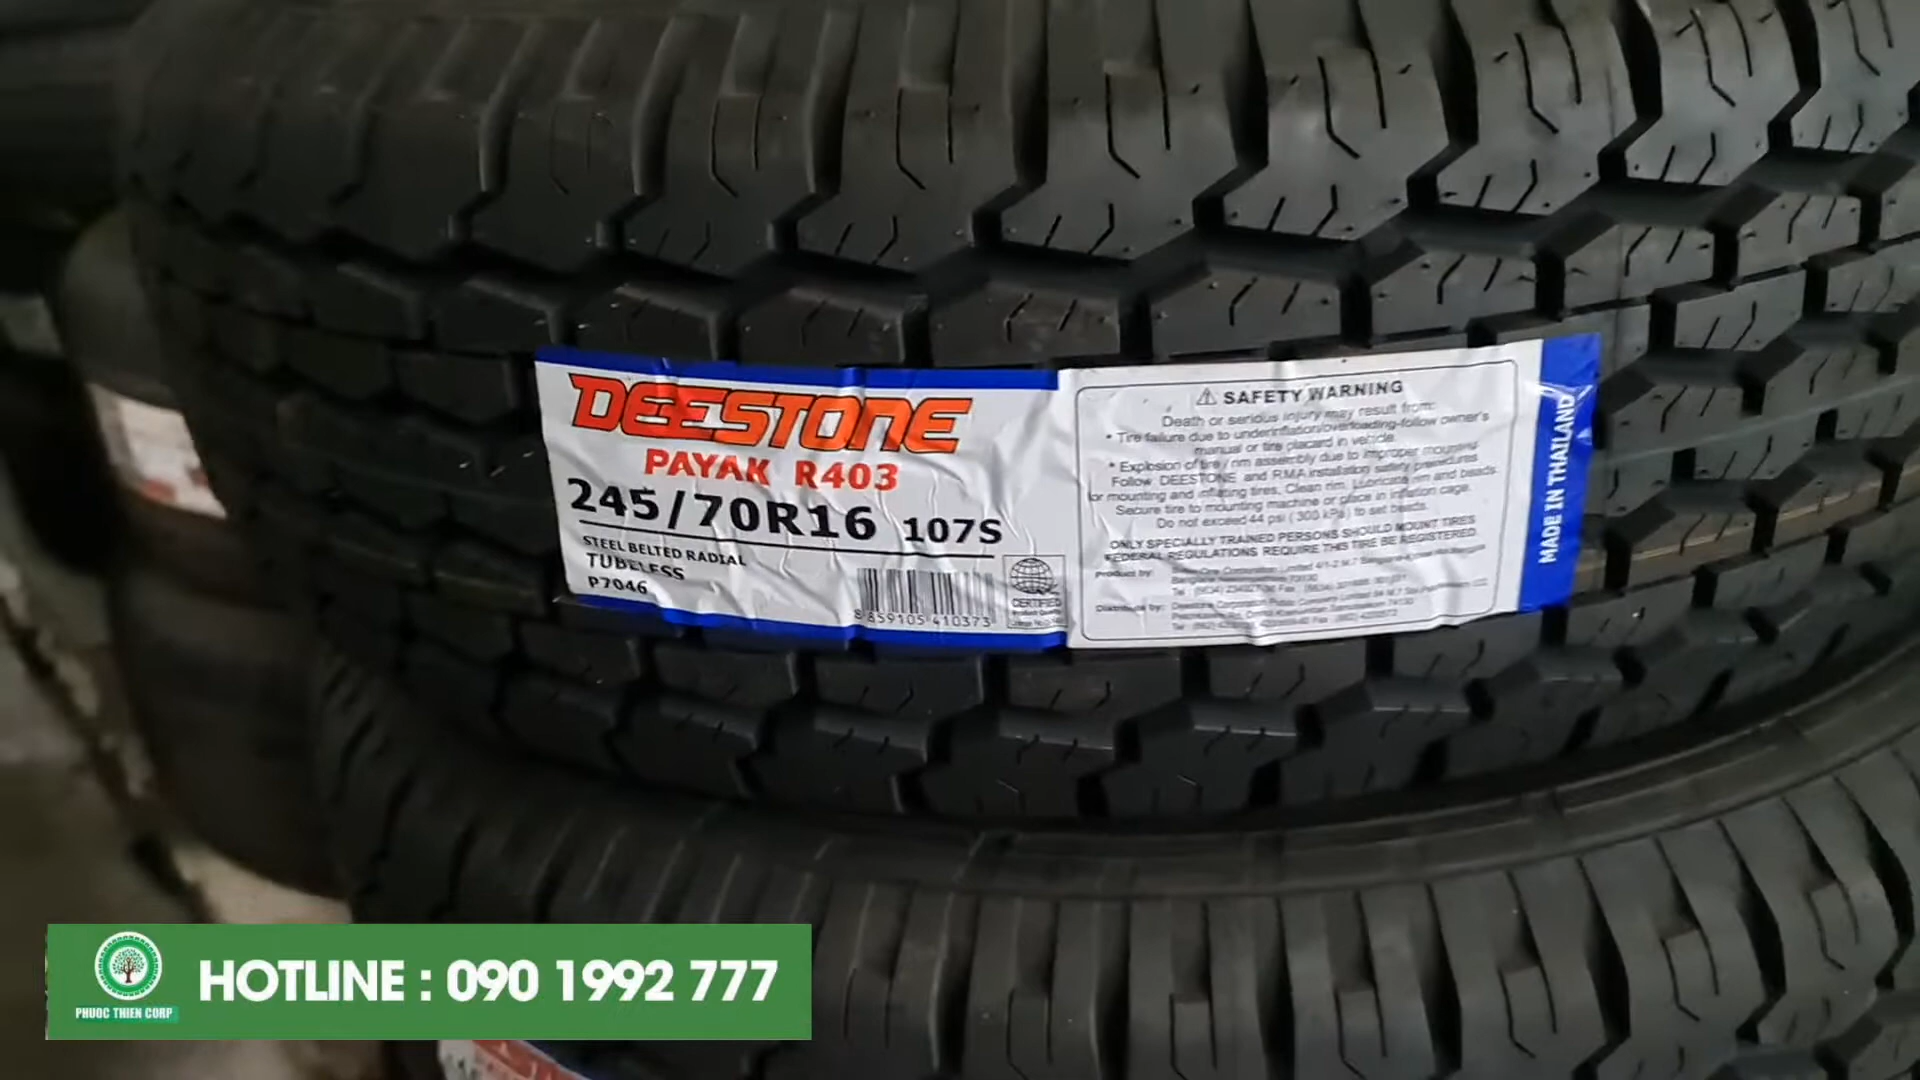 DEESTONE
PAYAK R403
245/70R16 107S
STEEL BELTED RADIAL
TUBELESS
P7046
8 859105 410373
CERTIFIED
SAFETY WARNING
Death or serious injury may result from:
• Tire failure due to underinflation/overloading-follow owner's
manual or tire placard in vehicle.
• Explosion of tire / rim assembly due to improper mounting
Follow DEESTONE and RMA installation safety procedures
for mounting and inflating tires. Clean rim. Lubricate rim and beads.
Secure tire to mounting machine or place in inflation cage.
Do not exceed 44 psi (300 kPa) to set beads.
ONLY SPECIALLY TRAINED PERSONS SHOULD MOUNT TIRES
FEDERAL REGULATIONS REQUIRE THIS TIRE BE REGISTERED
Product by:
Distribute by:
MADE IN THAILAND
PHUOC THIEN CORP
HOTLINE : 090 1992 777